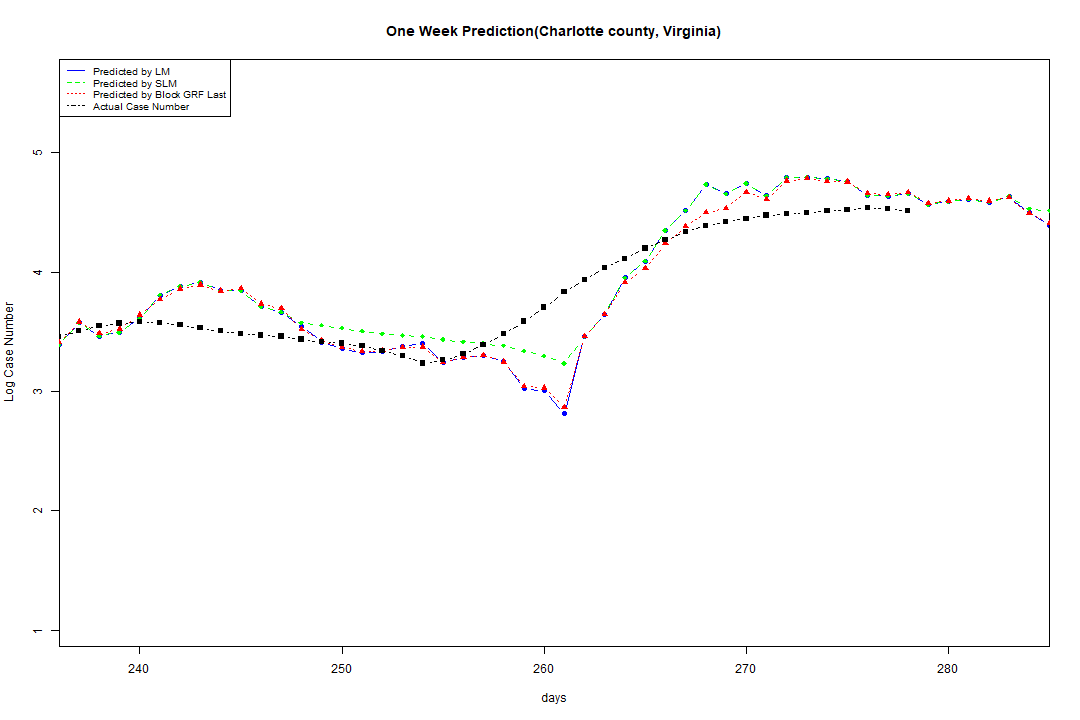 One Week Prediction(Charlotte county, Virginia)
Predicted by LM
Predicted by SLM
Predicted by Block GRF Last
Actual Case Number
5
4
3
2
1
Log Case Number
240 250 260 270 280
days